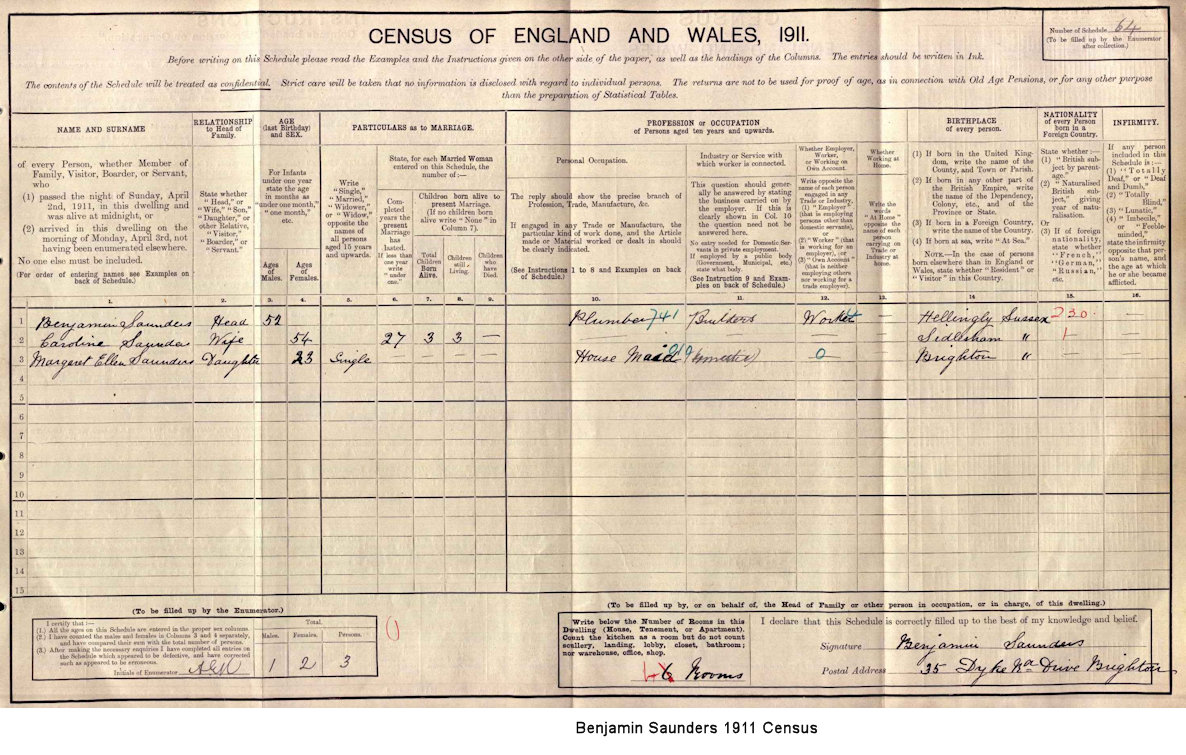 Number of Schedule 64
(To be filled up by the Enumerator
after collection.)
CENSUS OF ENGLAND AND WALES, 1911.
Before writing on this Schedule please read the Examples and the Instructions given on the other side of the paper, as well as the headings of the Columns. The entries should be written in Ink.
The contents of the Schedule will be treated as confidential. Strict care will be taken that no information is disclosed with regard to individual persons. The returns are not to be used for proof of age, as in connection with Old Age Pensions, or for any other purpose
than the preparation of Statistical Tables.
NAME AND SURNAME
of every Person, whether Member of
Family, Visitor, Boarder, or Servant,
who
(1) passed the night of Sunday, April
2nd, 1911, in this dwelling and
was alive at midnight, or
(2) arrived in this dwelling on the
morning of Monday, April 3rd, not
having been enumerated elsewhere.
No one else must be included.
(For order of entering names see Examples on
back of Schedule.)
RELATIONSHIP
to Head of
Family.
State whether
"Head," or
"Wife," "Son,"
"Daughter," or
other Relative,
"Visitor,"
"Boarder," or
"Servant."
AGE
(last Birthday)
and SEX.
For Infants
under one year
state the age
in months as
"under one month,"
"one month,"
etc.
Ages
of
Males.
Ages
of
Females.
PARTICULARS as to MARRIAGE.
Write
"Single,"
"Married,"
"Widower,"
or "Widow,"
opposite the
names of
all persons
aged 15 years
and upwards.
State, for each Married Woman
entered on this Schedule, the
number of :—
Com-
pleted
years the
present
Marriage
has
lasted.
If less than
one year
write
"under
one."
Children born alive to
present Marriage.
(If no children born
alive write "None" in
Column 7).
Total
Children
Born
Alive.
Children
still
Living.
Children
who
have
Died.
PROFESSION or OCCUPATION
of Persons aged ten years and upwards.
Personal Occupation.
The reply should show the precise branch of
Profession, Trade, Manufacture, &c.
If engaged in any Trade or Manufacture, the
particular kind of work done, and the Article
made or Material worked or dealt in should
be clearly indicated.
(See Instructions 1 to 8 and Examples on back
of Schedule.)
Industry or Service with
which worker is connected.
This question should gener-
ally be answered by stating
the business carried on by
the employer. If this is
clearly shown in Col. 10
the question need not be
answered here.
No entry needed for Domestic Ser-
vants in private employment.
If employed by a public body
(Government, Municipal, etc.)
state what body.
(See Instruction 9 and Exam-
ples on back of Schedule.)
Whether Employer,
Worker,
or Working on
Own Account.
Write opposite the
name of each person
engaged in any
Trade or Industry,
(1) "Employer"
(that is employing
persons other than
domestic servants),
or
(2) "Worker" (that
is working for an
employer), or
(3) "Own Account"
(that is neither
employing others
nor working for a
trade employer).
Whether
Working at
Home.
Write the
words
"At Home"
opposite the
name of each
person
carrying on
Trade or
Industry at
home.
BIRTHPLACE
of every person.
(1) If born in the United King-
dom, write the name of the
County, and Town or Parish.
(2) If born in any other part of
the British Empire, write
the name of the Dependency,
Colony, etc., and of the
Province or State.
(3) If born in a Foreign Country,
write the name of the Country.
(4) If born at sea, write "At Sea."
NOTE.—In the case of persons
born elsewhere than in England or
Wales, state whether "Resident" or
"Visitor" in this Country.
NATIONALITY
of every Person
born in a
Foreign Country.
State whether :—
(1) "British sub-
ject by parent-
age,"
(2) "Naturalised
British sub-
ject," giving
year of natu-
ralisation.
Or
(3) If of foreign
nationality,
state whether
"French,"
"German,"
"Russian,"
etc.
INFIRMITY.
If any person
included in this
Schedule is :—
(1) "Totally
Deaf," or "Deaf
and Dumb,"
(2) "Totally
Blind,"
(3) "Lunatic,"
(4) "Imbecile,"
or "Feeble-
minded,"
state the infirmity
opposite that per-
son's name, and
the age at which
he or she became
afflicted.
1. 2. 3. 4. 5. 6. 7. 8. 9. 10. 11. 12. 13. 14 15. 16.
1 Benjamin Saunders Head 52 — — — — — Plumber 741 Builders Worker — Hellingly Sussex 230.
2 Caroline Saunders Wife 54 27 3 3 — — — — Sidlesham " 1
3 Margaret Ellen Saunders Daughter 23 Single — — — — House Maid (Domestic) 0 Brighton "
4
5
6
7
8
9
10
11
12
13
14
15
(To be filled up by the Enumerator.)
I certify that :—
(1.) All the ages on this Schedule are entered in the proper sex columns.
(2.) I have counted the males and females in Columns 3 and 4 separately,
and have compared their sum with the total number of persons.
(3.) After making the necessary enquiries I have completed all entries on
the Schedule which appeared to be defective, and have corrected
such as appeared to be erroneous.
Initials of Enumerator
Total.
Males. Females. Persons.
1 2 3
(To be filled up by, or on behalf of, the Head of Family or other person in occupation, or in charge, of this dwelling.)
Write below the Number of Rooms in this
Dwelling (House, Tenement, or Apartment).
Count the kitchen as a room but do not count
scullery, landing, lobby, closet, bathroom;
nor warehouse, office, shop.
6 Rooms
I declare that this Schedule is correctly filled up to the best of my knowledge and belief.
Signature Benjamin Saunders
Postal Address 35 Dyke Rd Drive Brighton
Benjamin Saunders 1911 Census